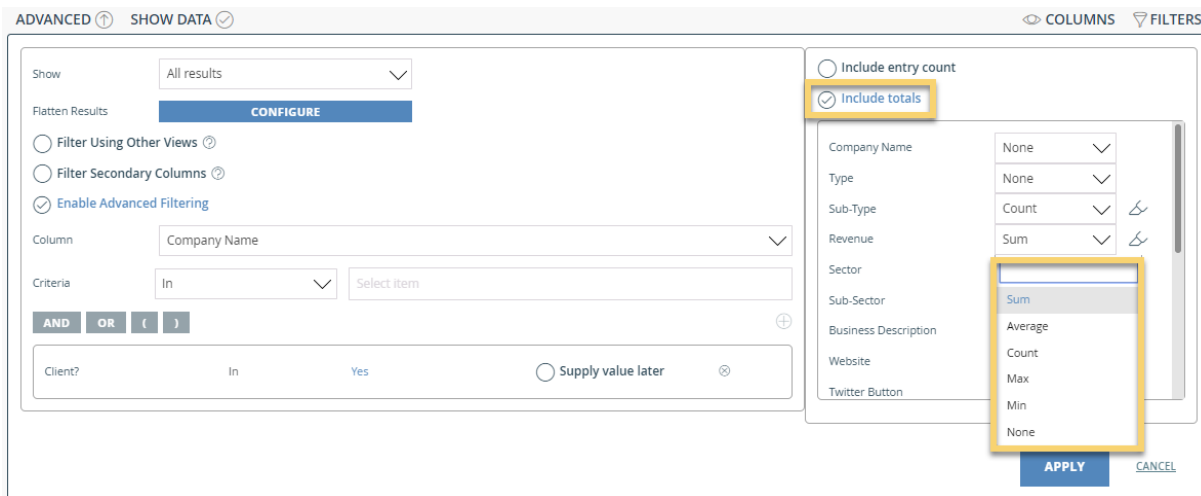 ADVANCED SHOW DATA COLUMNS FILTERS
Show All results
Flatten Results CONFIGURE
Filter Using Other Views ?
Filter Secondary Columns ?
Enable Advanced Filtering
Column Company Name
Criteria In Select item
AND OR ( )
Client? In Yes Supply value later
Include entry count
Include totals
Company Name None
Type None
Sub-Type Count
Revenue Sum
Sector
Sub-Sector
Business Description
Website
Twitter Button
Sum
Average
Count
Max
Min
None
APPLY CANCEL